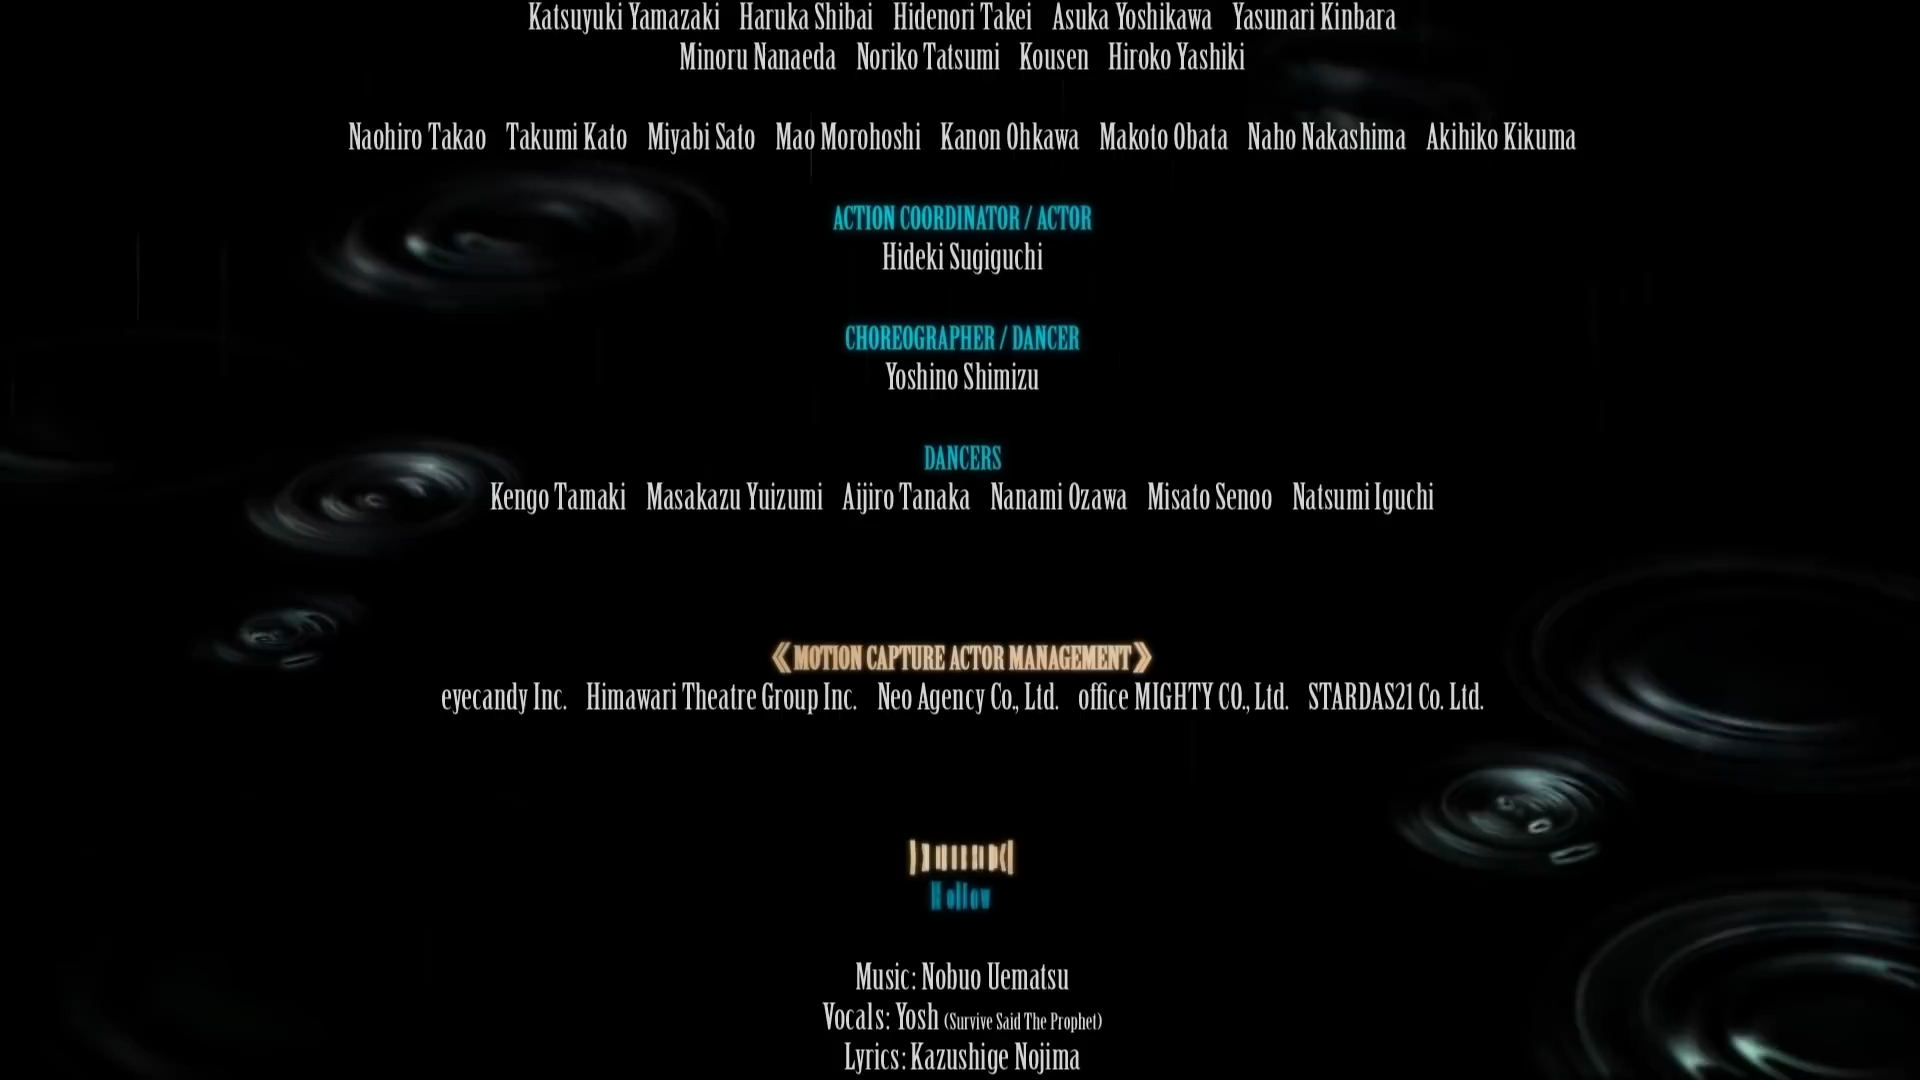 Katsuyuki Yamazaki Haruka Shibai Hidenori Takei Asuka Yoshikawa Yasunari Kinbara
Minoru Nanaeda Noriko Tatsumi Kousen Hiroko Yashiki
Naohiro Takao Takumi Kato Miyabi Sato Mao Morohoshi Kanon Ohkawa Makoto Obata Naho Nakashima Akihiko Kikuma
ACTION COORDINATOR / ACTOR
Hideki Sugiguchi
CHOREOGRAPHER / DANCER
Yoshino Shimizu
DANCERS
Kengo Tamaki Masakazu Yuizumi Aijiro Tanaka Nanami Ozawa Misato Senoo Natsumi Iguchi
《MOTION CAPTURE ACTOR MANAGEMENT》
eyecandy Inc. Himawari Theatre Group Inc. Neo Agency Co., Ltd. office MIGHTY CO., Ltd. STARDAS21 Co. Ltd.
Hollow
Music: Nobuo Uematsu
Vocals: Yosh (Survive Said The Prophet)
Lyrics: Kazushige Nojima